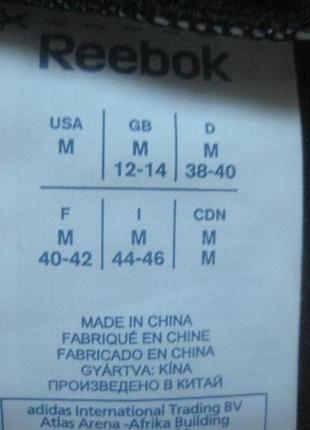 Reebok
USA GB D
M M M
12-14 38-40
F I CDN
M M M
40-42 44-46 M
MADE IN CHINA
FABRIQUÉ EN CHINE
FABRICADO EN CHINA
GYÁRTVA: KÍNA
ПРОИЗВЕДЕНО В КИТАЙ
adidas International Trading BV
Atlas Arena -Afrika Building